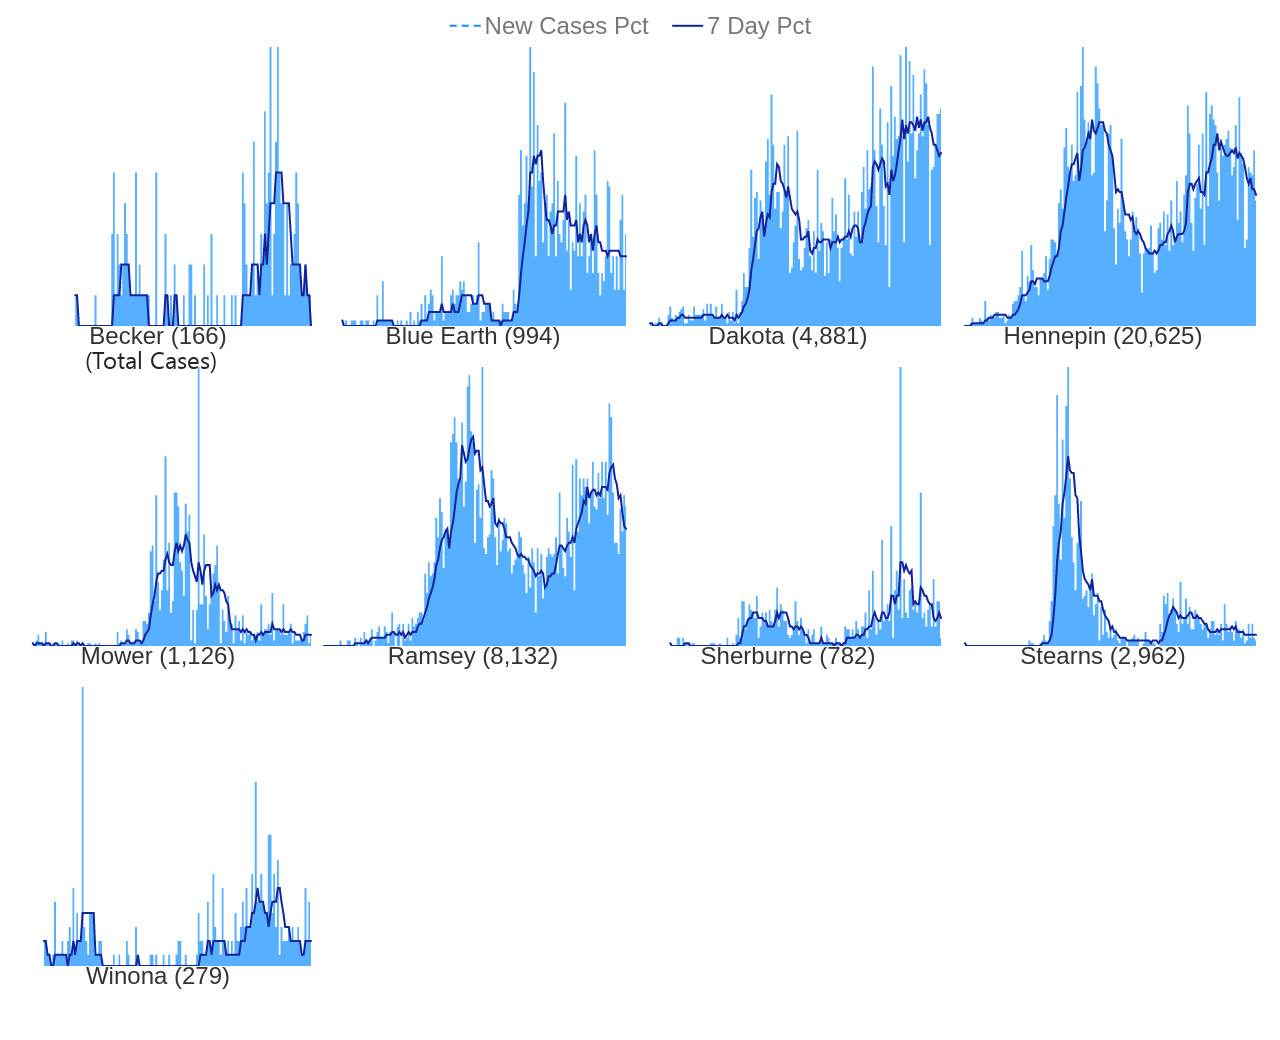 New Cases Pct 7 Day Pct
Becker (166)
(Total Cases)
Blue Earth (994)
Dakota (4,881)
Hennepin (20,625)
Mower (1,126)
Ramsey (8,132)
Sherburne (782)
Stearns (2,962)
Winona (279)